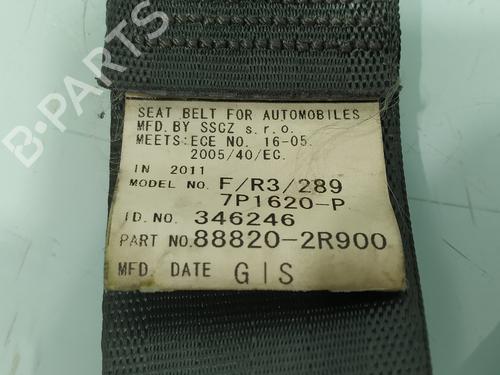 SEAT BELT FOR AUTOMOBILES
MFD. BY SSCZ s. r. o.
MEETS: ECE NO. 16-05.
2005/40/EC.
IN 2011
MODEL NO. F/R3/289
7P1620-P
ID. NO. 346246
PART NO. 88820-2R900
MFD. DATE G|S
B-PARTS